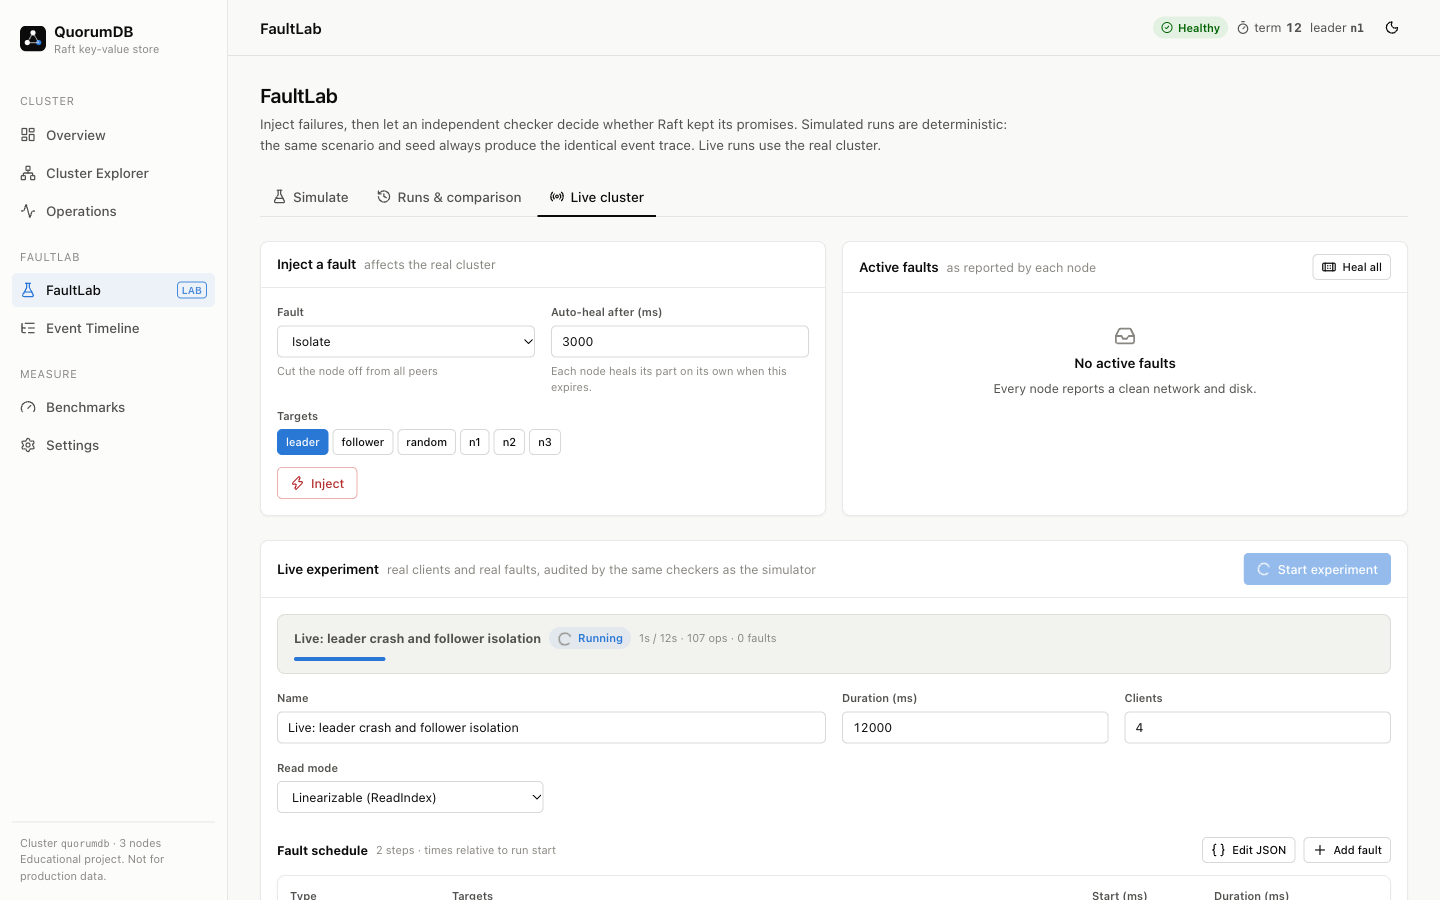 QuorumDB
Raft key-value store
CLUSTER
Overview
Cluster Explorer
Operations
FAULTLAB
FaultLab LAB
Event Timeline
MEASURE
Benchmarks
Settings
Cluster quorumdb · 3 nodes
Educational project. Not for
production data.
FaultLab
Healthy term 12 leader n1
FaultLab
Inject failures, then let an independent checker decide whether Raft kept its promises. Simulated runs are deterministic:
the same scenario and seed always produce the identical event trace. Live runs use the real cluster.
Simulate Runs & comparison Live cluster
Inject a fault affects the real cluster
Fault
Isolate
Cut the node off from all peers
Auto-heal after (ms)
3000
Each node heals its part on its own when this
expires.
Targets
leader follower random n1 n2 n3
Inject
Active faults as reported by each node
Heal all
No active faults
Every node reports a clean network and disk.
Live experiment real clients and real faults, audited by the same checkers as the simulator
Start experiment
Live: leader crash and follower isolation Running 1s / 12s · 107 ops · 0 faults
Name
Live: leader crash and follower isolation
Duration (ms)
12000
Clients
4
Read mode
Linearizable (ReadIndex)
Fault schedule 2 steps · times relative to run start
{ } Edit JSON
Add fault
Type Targets Start (ms) Duration (ms)